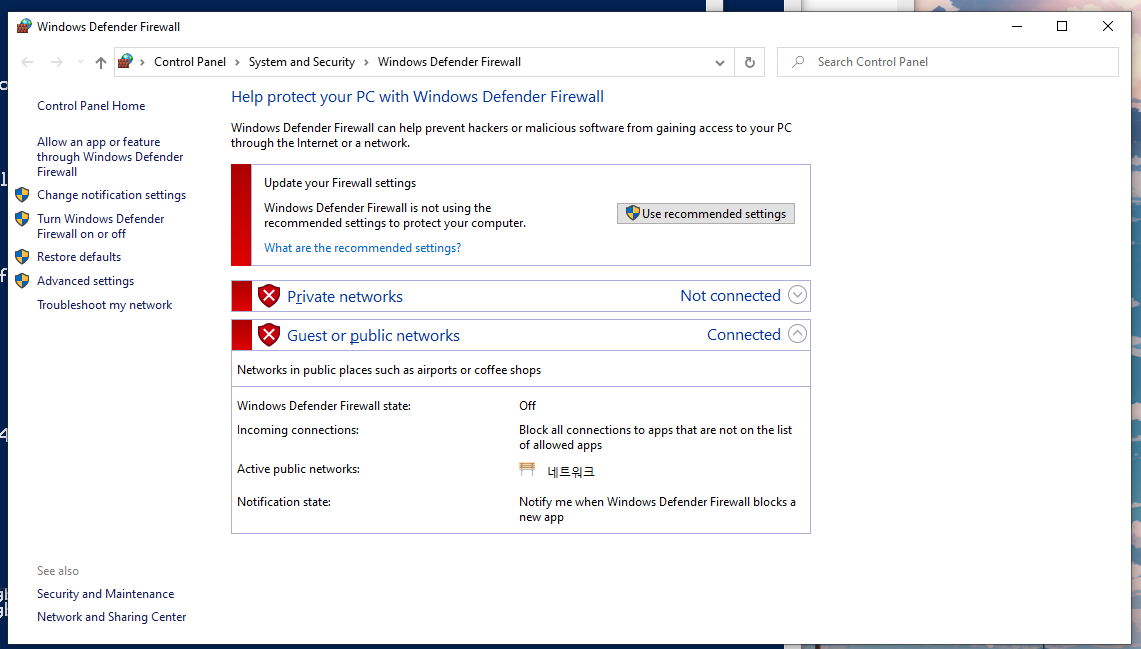 Windows Defender Firewall
Control Panel
System and Security
Windows Defender Firewall
Search Control Panel
Control Panel Home
Allow an app or feature
through Windows Defender
Firewall
Change notification settings
Turn Windows Defender
Firewall on or off
Restore defaults
Advanced settings
Troubleshoot my network
See also
Security and Maintenance
Network and Sharing Center
Help protect your PC with Windows Defender Firewall
Windows Defender Firewall can help prevent hackers or malicious software from gaining access to your PC
through the Internet or a network.
Update your Firewall settings
Windows Defender Firewall is not using the
recommended settings to protect your computer.
What are the recommended settings?
Use recommended settings
Private networks
Not connected
Guest or public networks
Connected
Networks in public places such as airports or coffee shops
Windows Defender Firewall state:
Off
Incoming connections:
Block all connections to apps that are not on the list
of allowed apps
Active public networks:
네트워크
Notification state:
Notify me when Windows Defender Firewall blocks a
new app